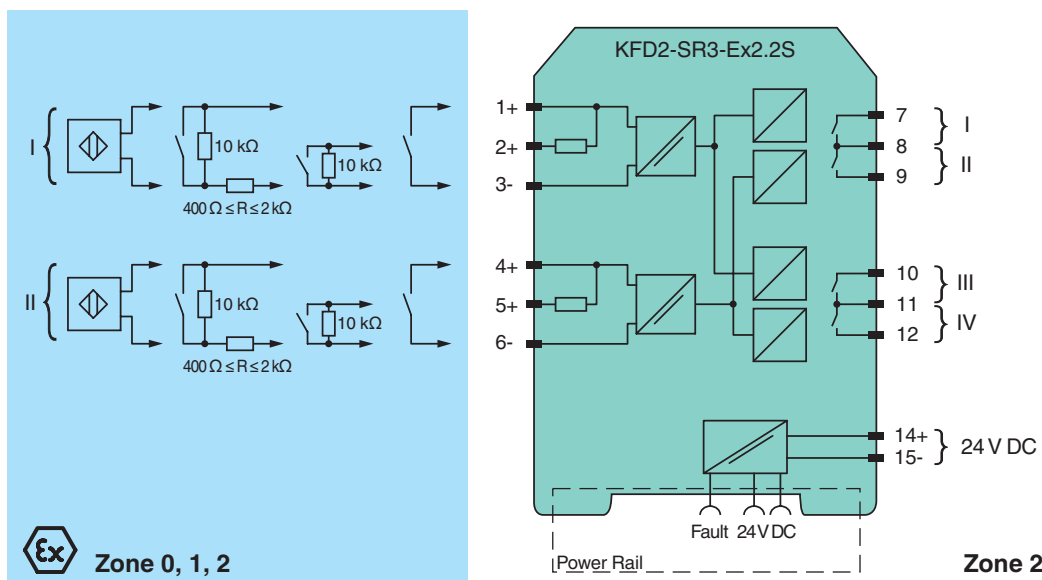 KFD2-SR3-Ex2.2S
I
10 kΩ
10 kΩ
400 Ω ≤ R ≤ 2 kΩ
II
10 kΩ
10 kΩ
400 Ω ≤ R ≤ 2 kΩ
1+
2+
3-
4+
5+
6-
7
8
9
I
II
10
11
12
III
IV
14+
15-
24 V DC
Fault 24V DC
Power Rail
Ex
Zone 0, 1, 2
Zone 2